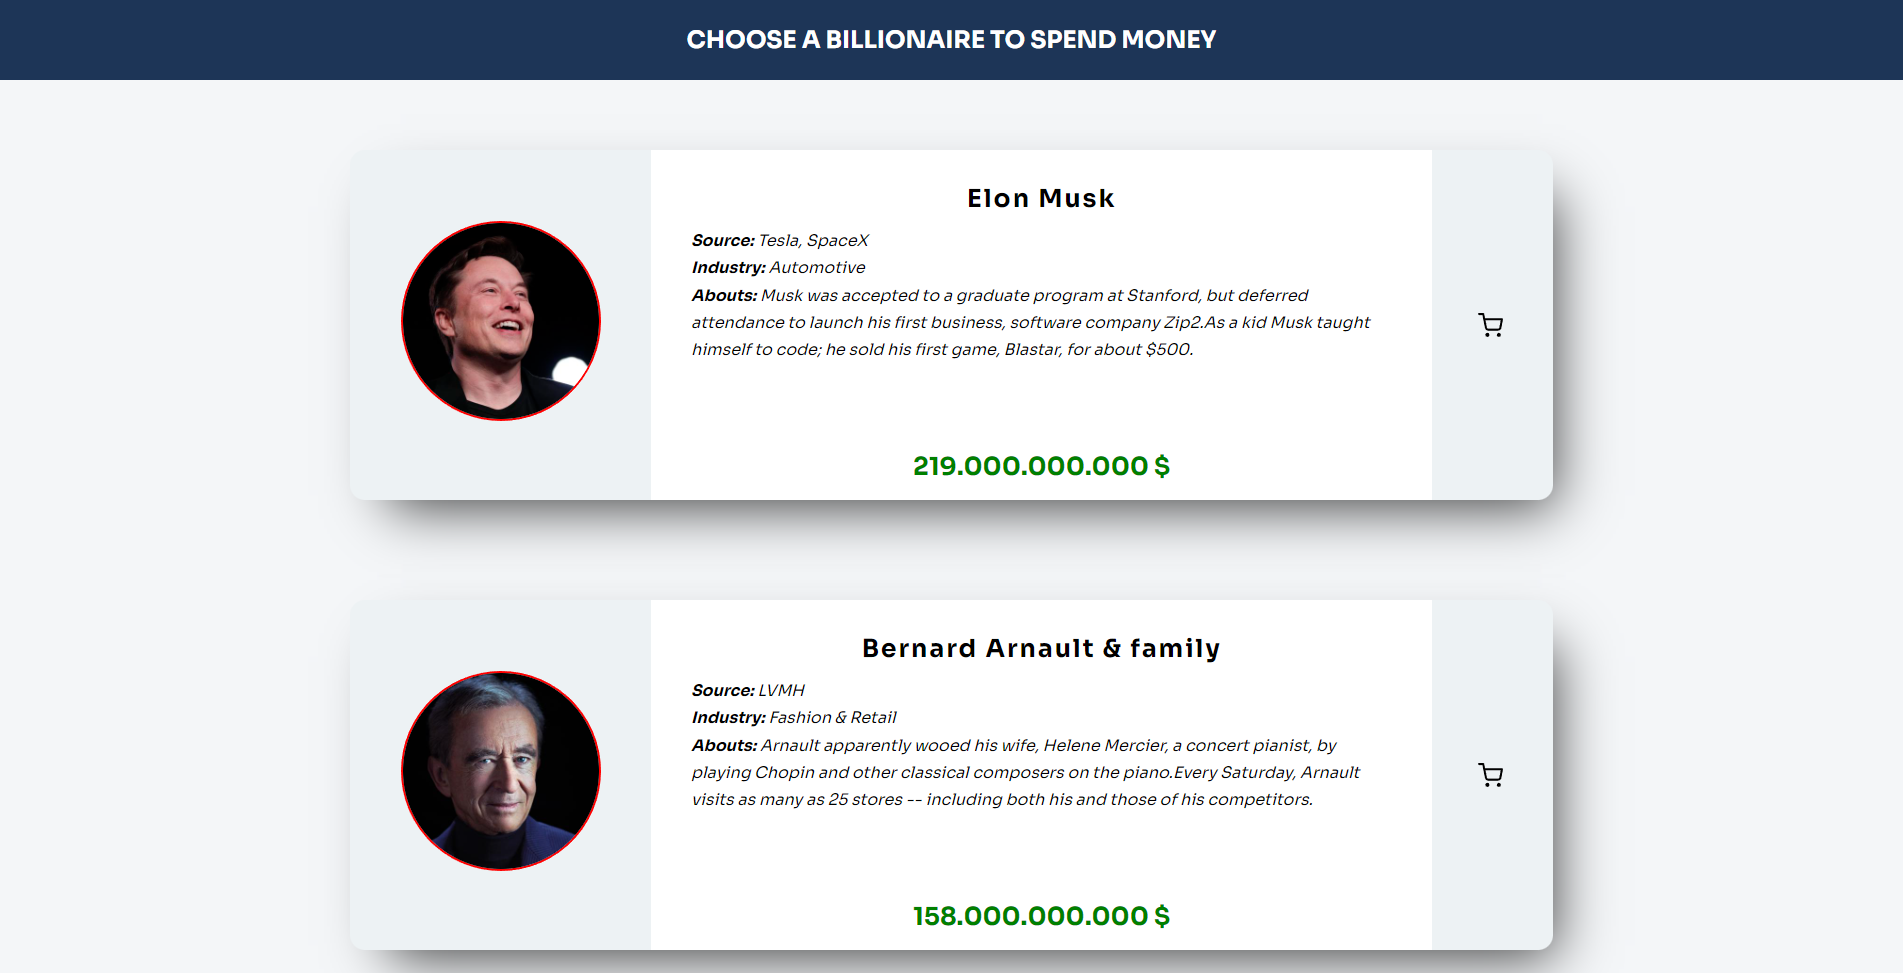 CHOOSE A BILLIONAIRE TO SPEND MONEY
Elon Musk
Source: Tesla, SpaceX
Industry: Automotive
Abouts: Musk was accepted to a graduate program at Stanford, but deferred
attendance to launch his first business, software company Zip2.As a kid Musk taught
himself to code; he sold his first game, Blastar, for about $500.
219.000.000.000 $
Bernard Arnault & family
Source: LVMH
Industry: Fashion & Retail
Abouts: Arnault apparently wooed his wife, Helene Mercier, a concert pianist, by
playing Chopin and other classical composers on the piano.Every Saturday, Arnault
visits as many as 25 stores -- including both his and those of his competitors.
158.000.000.000 $